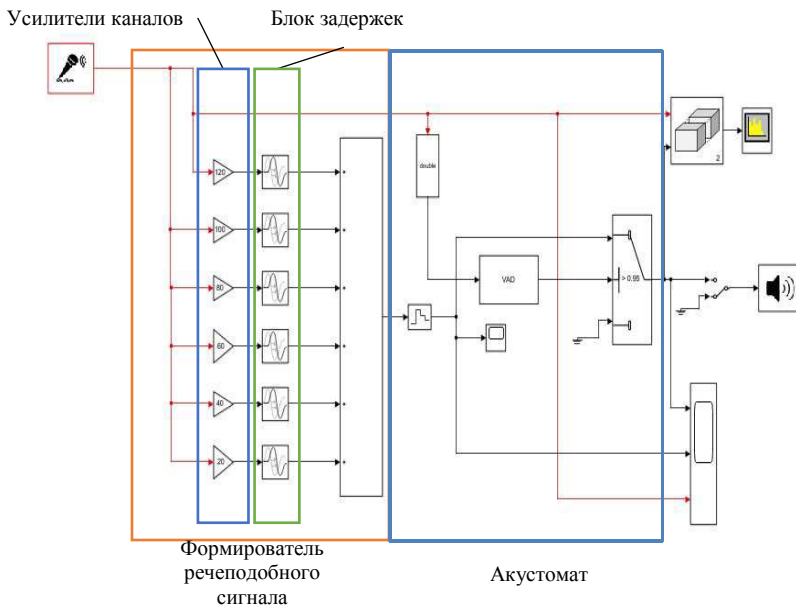 Усилители каналов
Блок задержек
2
double
120
100
VAD
> 0.95
80
60
40
20
Формирователь
речеподобного
сигнала
Акустомат